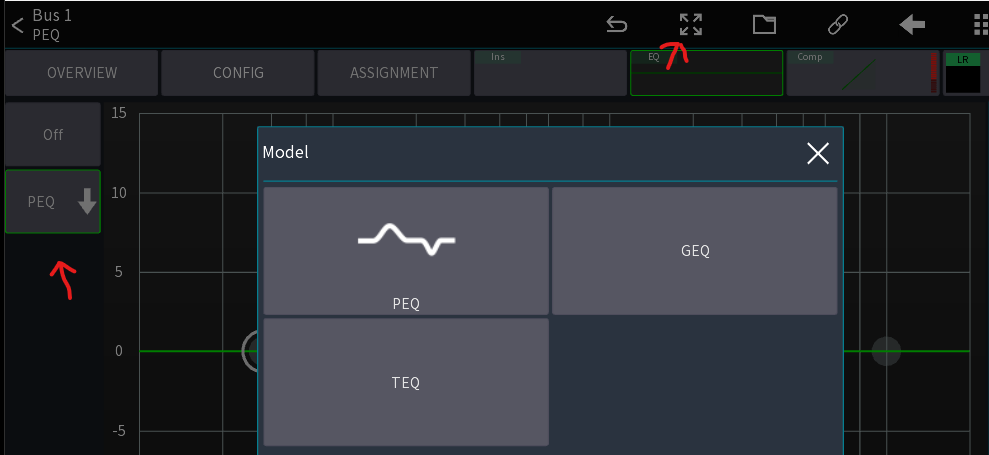 Bus 1
PEQ
OVERVIEW
CONFIG
ASSIGNMENT
Ins
EQ
Comp
LR
Off
PEQ
15
10
5
0
-5
Model
PEQ
GEQ
TEQ